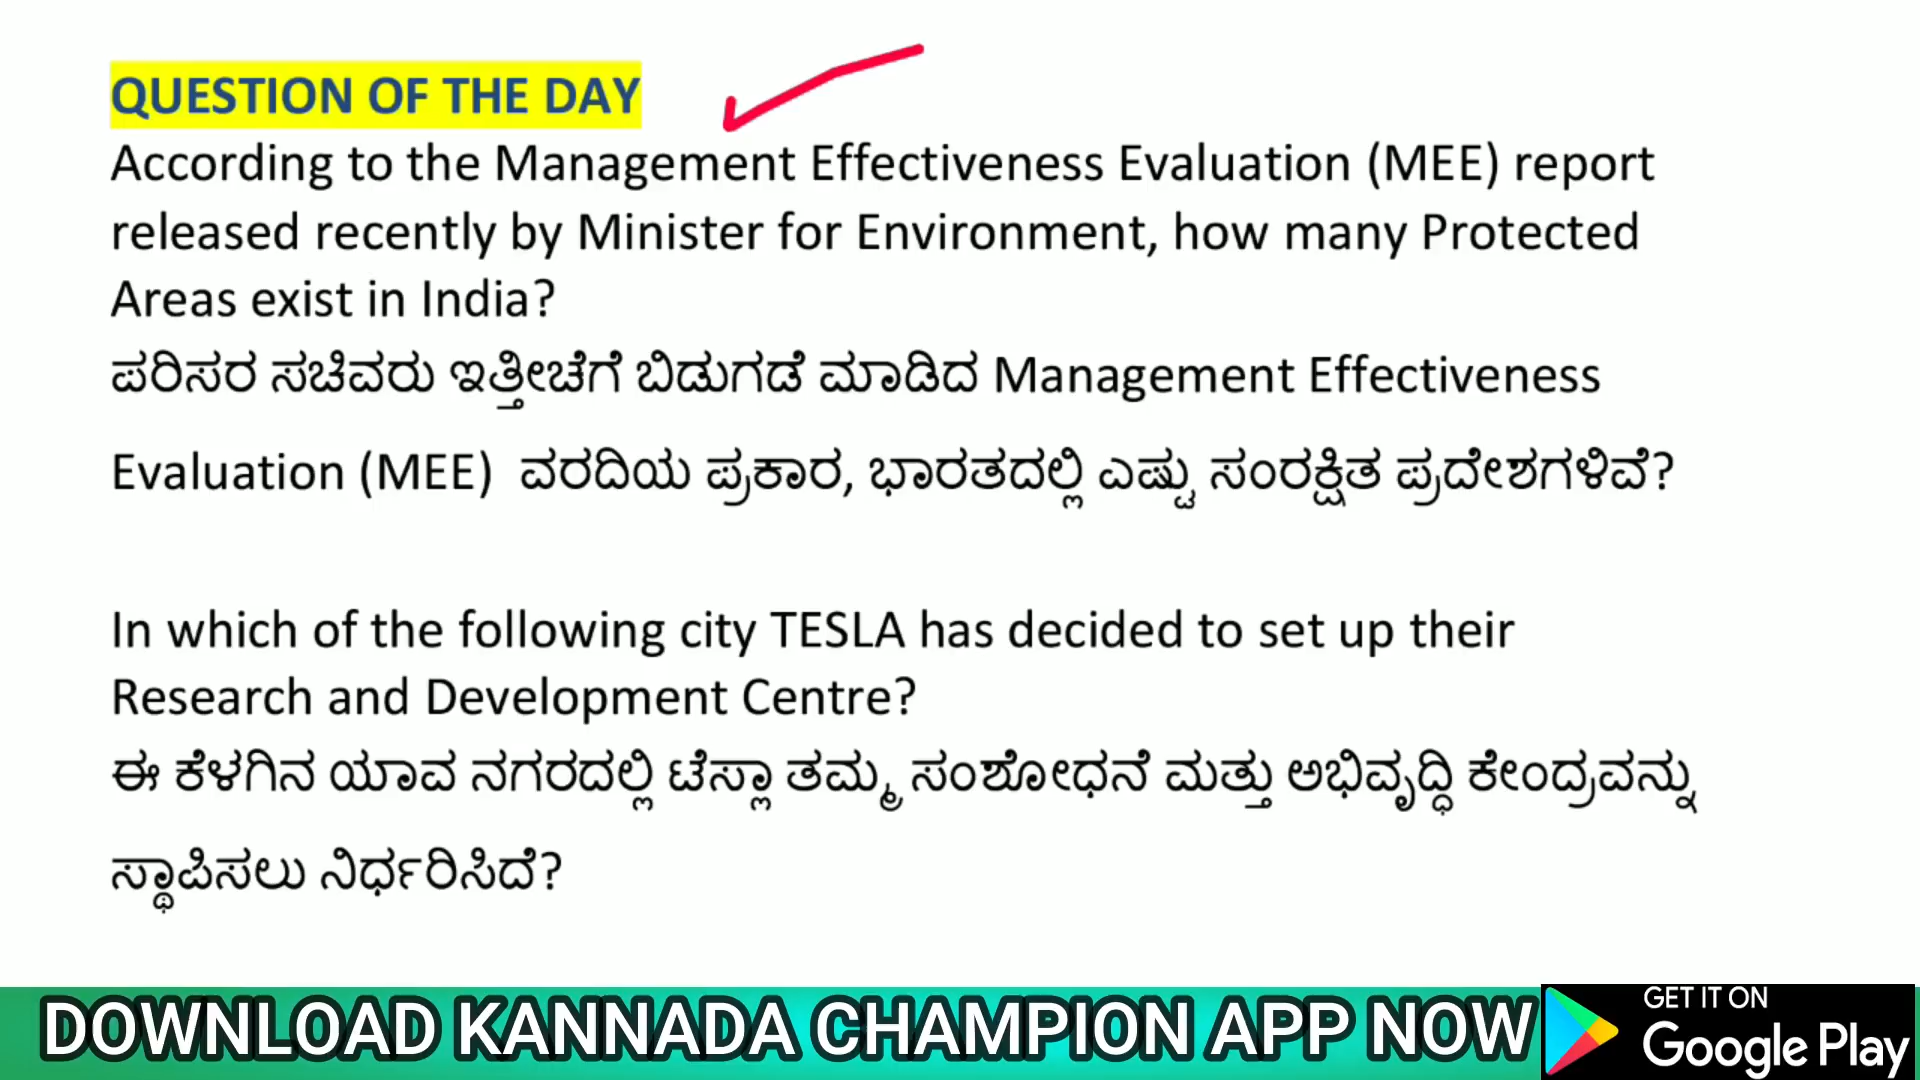 QUESTION OF THE DAY
According to the Management Effectiveness Evaluation (MEE) report
released recently by Minister for Environment, how many Protected
Areas exist in India?
ಪರಿಸರ ಸಚಿವರು ಇತ್ತೀಚೆಗೆ ಬಿಡುಗಡೆ ಮಾಡಿದ Management Effectiveness
Evaluation (MEE) ವರದಿಯ ಪ್ರಕಾರ, ಭಾರತದಲ್ಲಿ ಎಷ್ಟು ಸಂರಕ್ಷಿತ ಪ್ರದೇಶಗಳಿವೆ?
In which of the following city TESLA has decided to set up their
Research and Development Centre?
ಈ ಕೆಳಗಿನ ಯಾವ ನಗರದಲ್ಲಿ ಟೆಸ್ಲಾ ತಮ್ಮ ಸಂಶೋಧನೆ ಮತ್ತು ಅಭಿವೃದ್ಧಿ ಕೇಂದ್ರವನ್ನು
ಸ್ಥಾಪಿಸಲು ನಿರ್ಧರಿಸಿದೆ?
DOWNLOAD KANNADA CHAMPION APP NOW
GET IT ON
Google Play